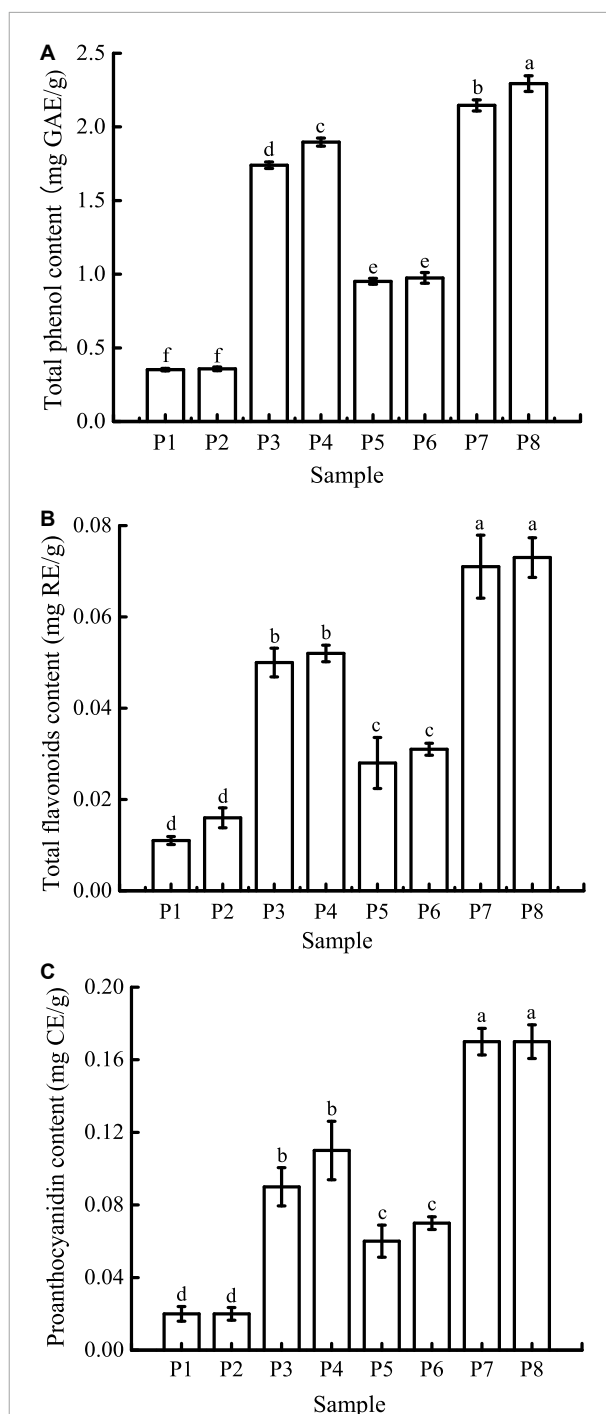 A
Total phenol content (mg GAE/g)
2.5
2.0
1.5
1.0
0.5
0.0
f
f
d
c
e
e
b
a
P1 P2 P3 P4 P5 P6 P7 P8
Sample
B
Total flavonoids content (mg RE/g)
0.08
0.06
0.04
0.02
0.00
d
d
b
b
c
c
a
a
P1 P2 P3 P4 P5 P6 P7 P8
Sample
C
Proanthocyanidin content (mg CE/g)
0.20
0.16
0.12
0.08
0.04
0.00
d
d
b
b
c
c
a
a
P1 P2 P3 P4 P5 P6 P7 P8
Sample